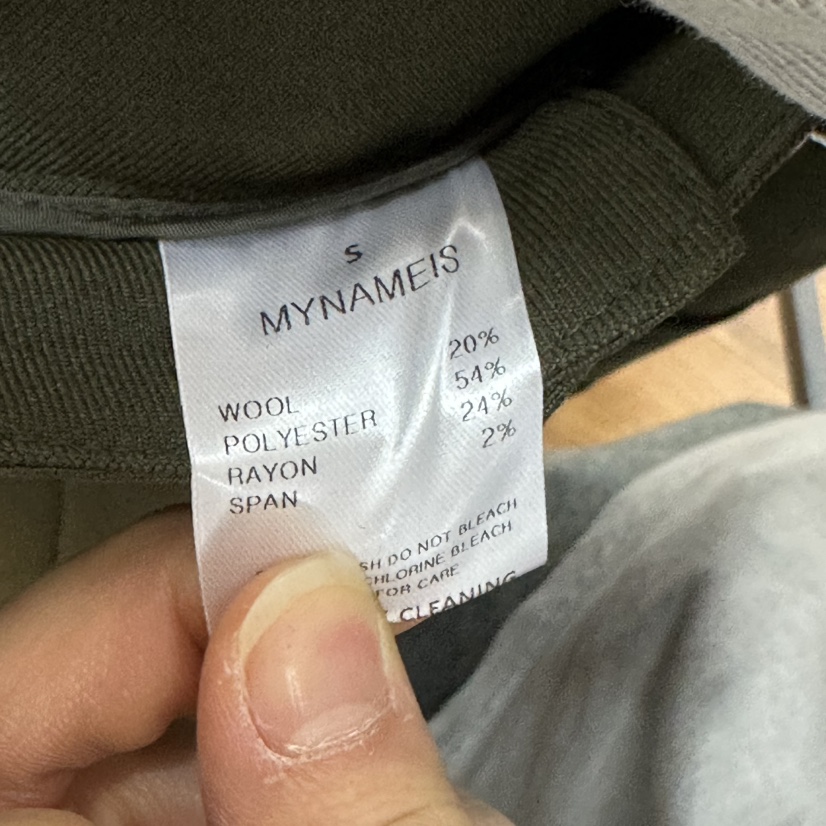 S
MYNAMEIS
WOOL 20%
POLYESTER 54%
RAYON 24%
SPAN 2%
DO NOT BLEACH
CHLORINE BLEACH
FOR CARE
CLEANING